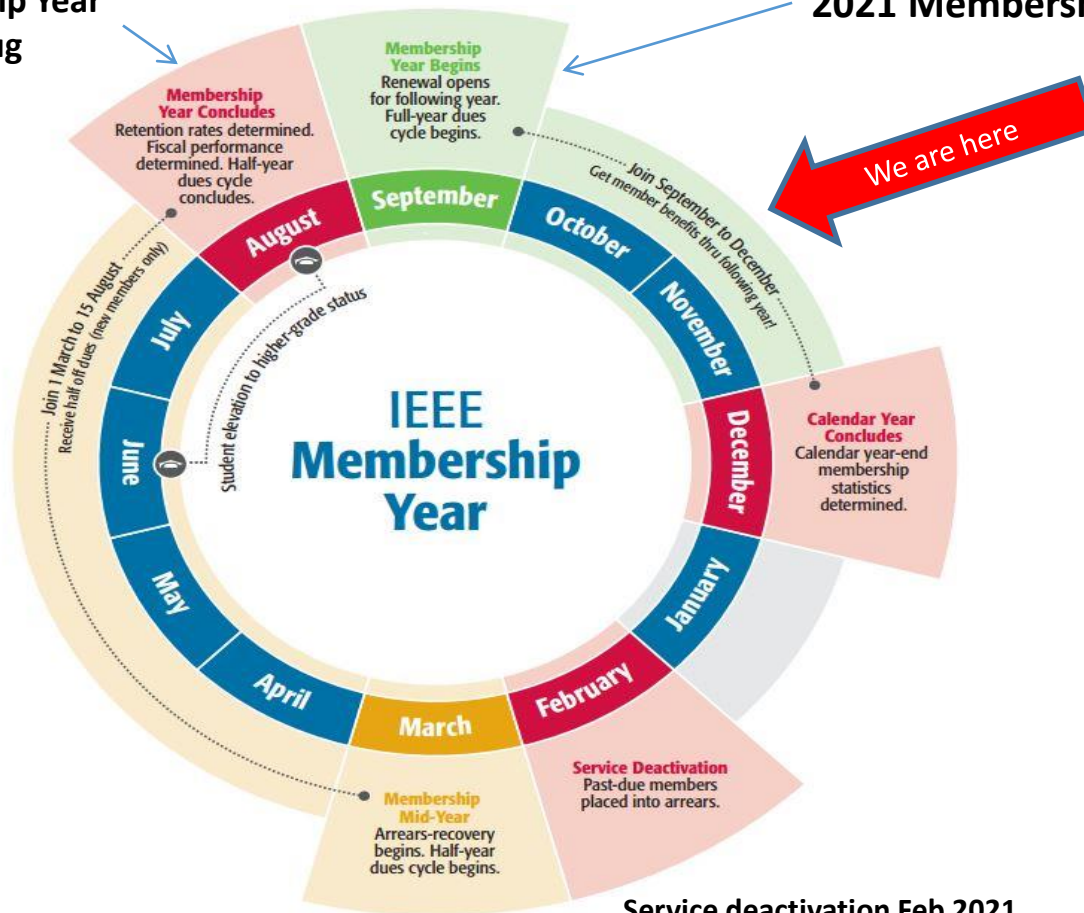 Year
2021
Membership
Year Begins
Renewal opens
for following year.
Full-year dues
cycle begins.
Membership
Year Concludes
Retention rates determined.
Fiscal performance
determined. Half-year
dues cycle
concludes.
We are here
Join September to December
Get member benefits thru following year!
September
October
November
December
January
February
March
April
May
June
July
August
Join 1 March to 15 August
Receive half off dues (new members only)
Student elevation to higher-grade status
IEEE
Membership
Year
Calendar Year
Concludes
Calendar year-end
membership
statistics
determined.
Service Deactivation
Past-due members
placed into arrears.
Membership
Mid-Year
Arrears-recovery
begins. Half-year
dues cycle begins.
Service deactivation Feb 2021